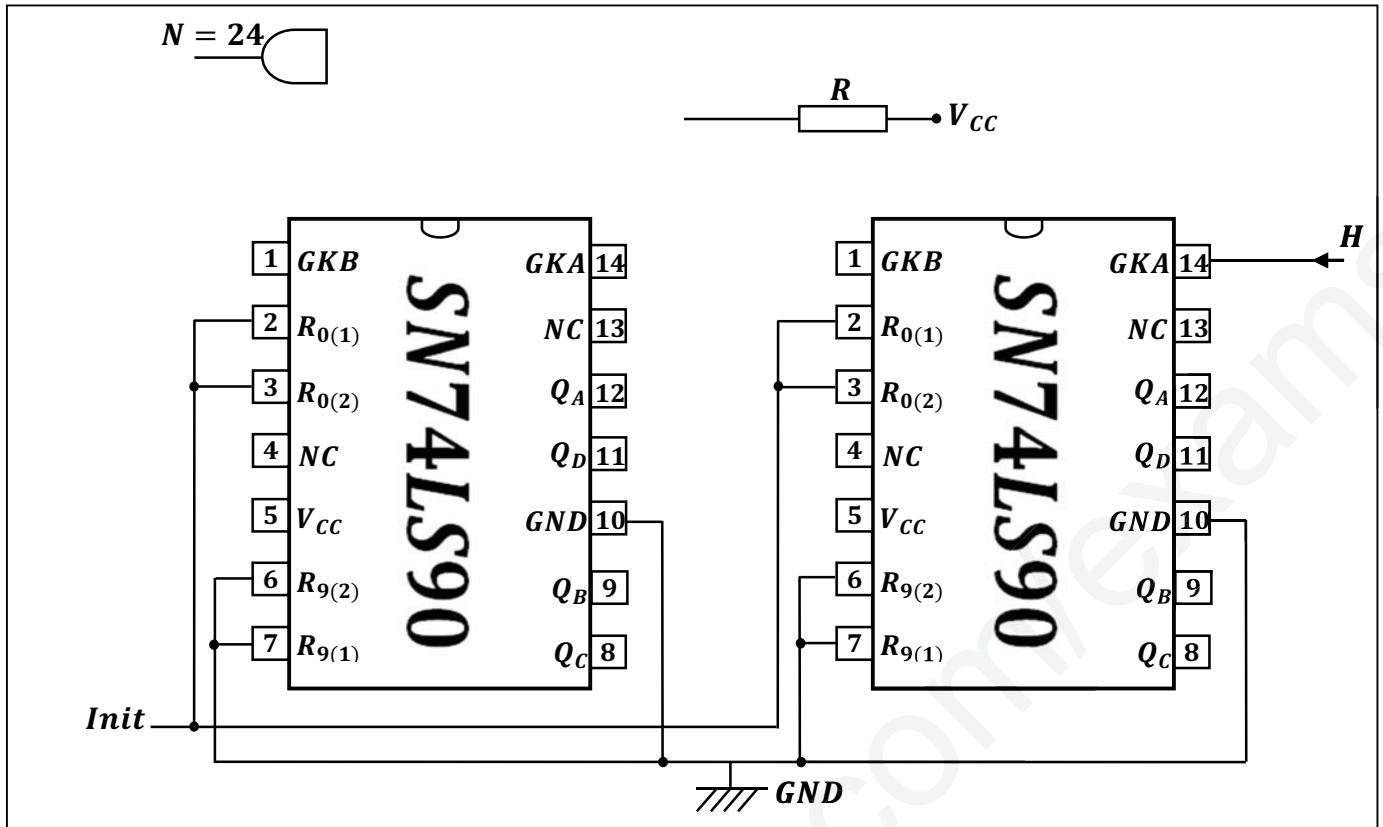 N = 24
R
V_CC
H
1 GKB
GKA 14
2 R_0(1)
NC 13
3 R_0(2)
Q_A 12
4 NC
Q_D 11
5 V_CC
GND 10
6 R_9(2)
Q_B 9
7 R_9(1)
Q_C 8
SN74LS90
1 GKB
GKA 14
2 R_0(1)
NC 13
3 R_0(2)
Q_A 12
4 NC
Q_D 11
5 V_CC
GND 10
6 R_9(2)
Q_B 9
7 R_9(1)
Q_C 8
SN74LS90
Init
GND
com/exams